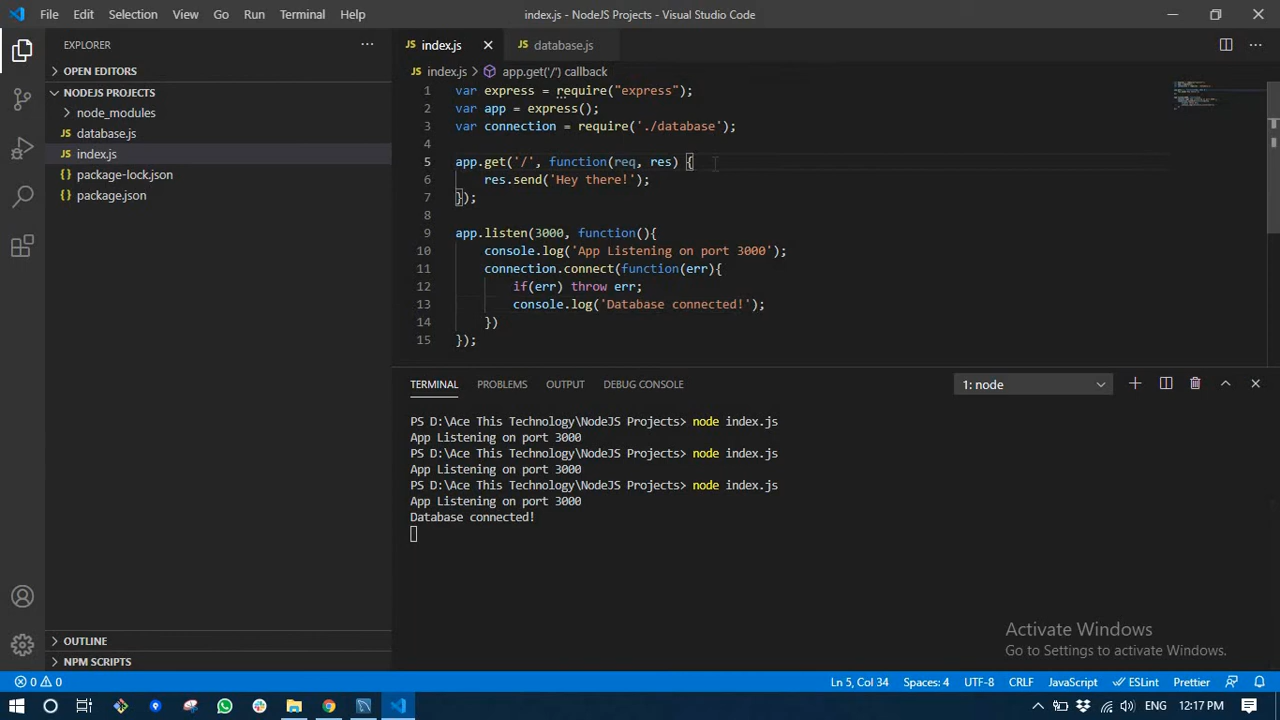 File Edit Selection View Go Run Terminal Help index.js - NodeJS Projects - Visual Studio Code
EXPLORER
OPEN EDITORS
NODEJS PROJECTS
node_modules
JS database.js
JS index.js
{} package-lock.json
{} package.json
OUTLINE
NPM SCRIPTS
JS index.js JS database.js
JS index.js > app.get('/') callback
1 var express = require("express");
2 var app = express();
3 var connection = require('./database');
4
5 app.get('/', function(req, res) {
6 res.send('Hey there!');
7 });
8
9 app.listen(3000, function(){
10 console.log('App Listening on port 3000');
11 connection.connect(function(err){
12 if(err) throw err;
13 console.log('Database connected!');
14 })
15 });
TERMINAL PROBLEMS OUTPUT DEBUG CONSOLE 1: node
PS D:\Ace This Technology\NodeJS Projects> node index.js
App Listening on port 3000
PS D:\Ace This Technology\NodeJS Projects> node index.js
App Listening on port 3000
PS D:\Ace This Technology\NodeJS Projects> node index.js
App Listening on port 3000
Database connected!
Activate Windows
Go to Settings to activate Windows.
0 0 Ln 5, Col 34 Spaces: 4 UTF-8 CRLF JavaScript ESLint Prettier
ENG 12:17 PM